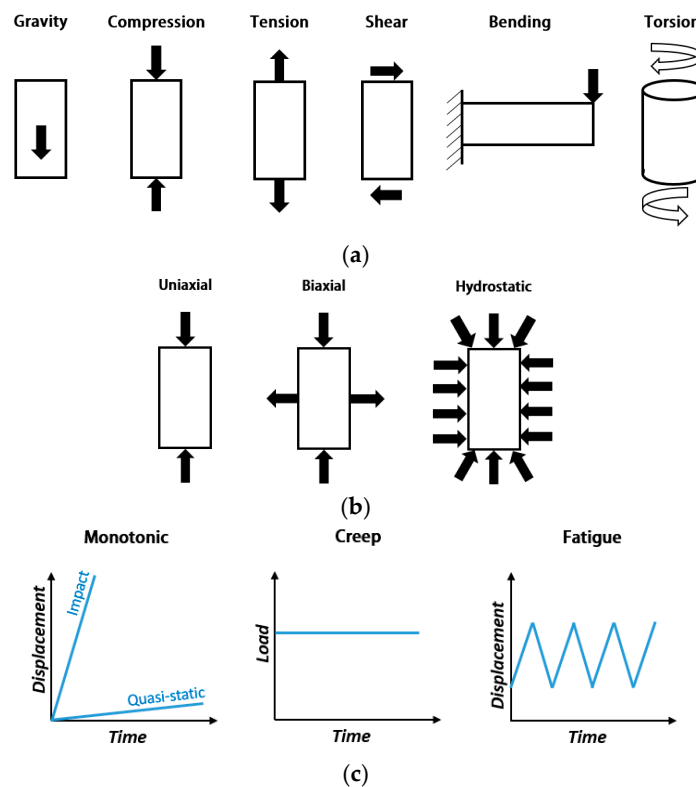 Gravity Compression Tension Shear Bending Torsion
(a)
Uniaxial Biaxial Hydrostatic
(b)
Monotonic Creep Fatigue
Displacement
Impact
Quasi-static
Time
Load
Time
Displacement
Time
(c)